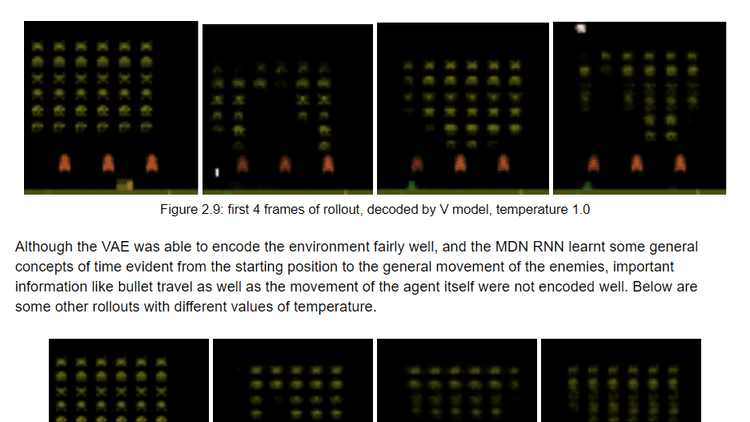 Figure 2.9: first 4 frames of rollout, decoded by V model, temperature 1.0
Although the VAE was able to encode the environment fairly well, and the MDN RNN learnt some general
concepts of time evident from the starting position to the general movement of the enemies, important
information like bullet travel as well as the movement of the agent itself were not encoded well. Below are
some other rollouts with different values of temperature.